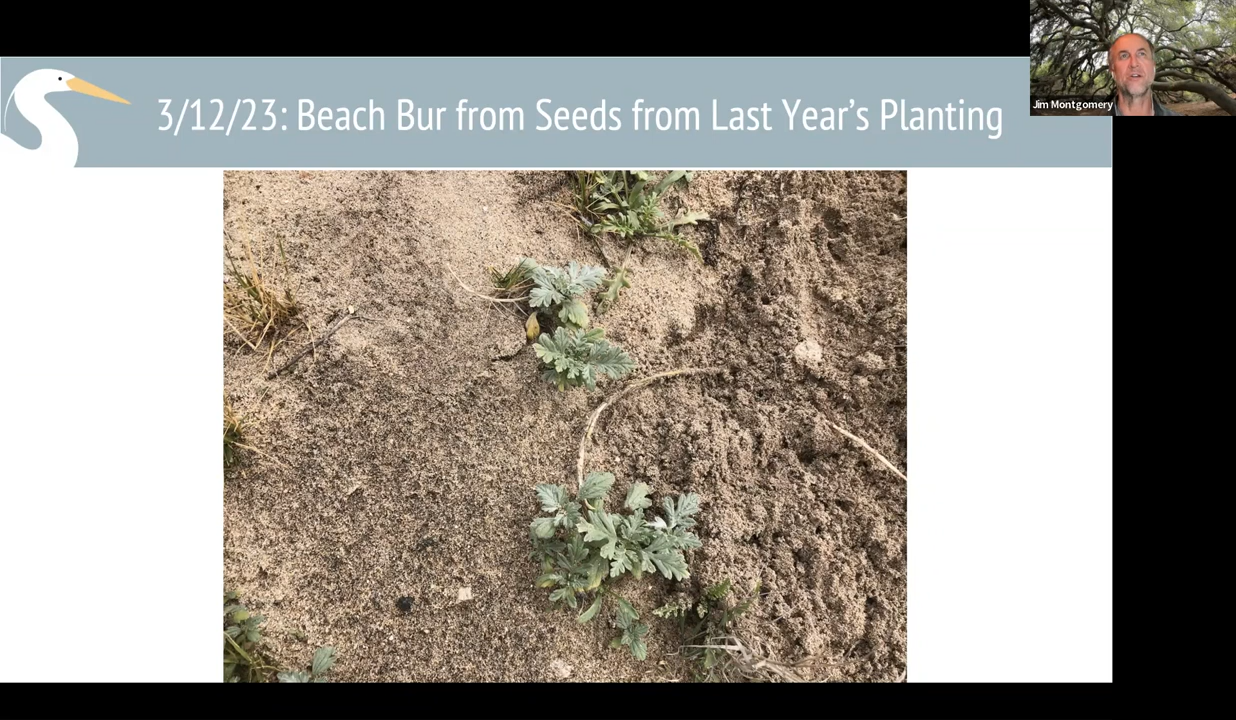 3/12/23: Beach Bur from Seeds from Last Year’s Planting
Jim Montgomery